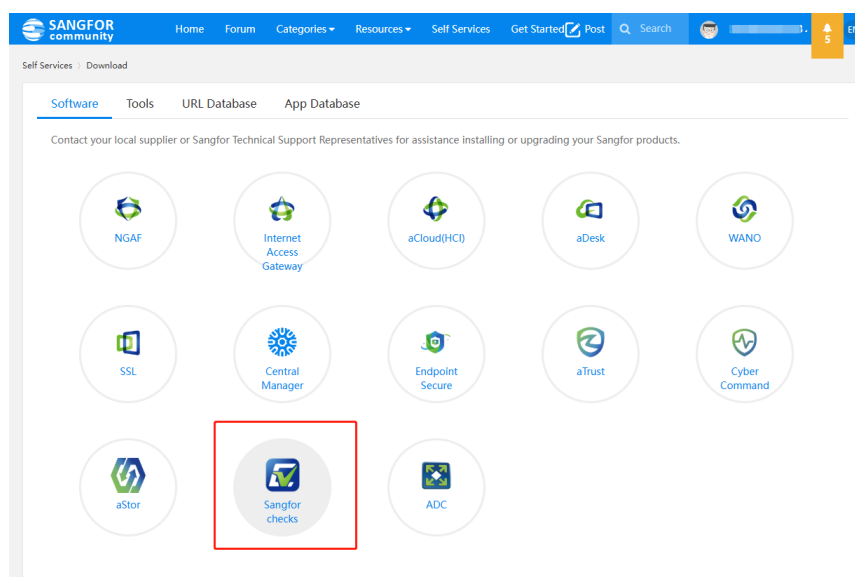 SANGFOR
community
Home Forum Categories Resources Self Services Get Started Post Search
5
Self Services Download
Software Tools URL Database App Database
Contact your local supplier or Sangfor Technical Support Representatives for assistance installing or upgrading your Sangfor products.
NGAF
Internet
Access
Gateway
aCloud(HCI)
aDesk
WANO
SSL
Central
Manager
Endpoint
Secure
aTrust
Cyber
Command
aStor
Sangfor
checks
ADC